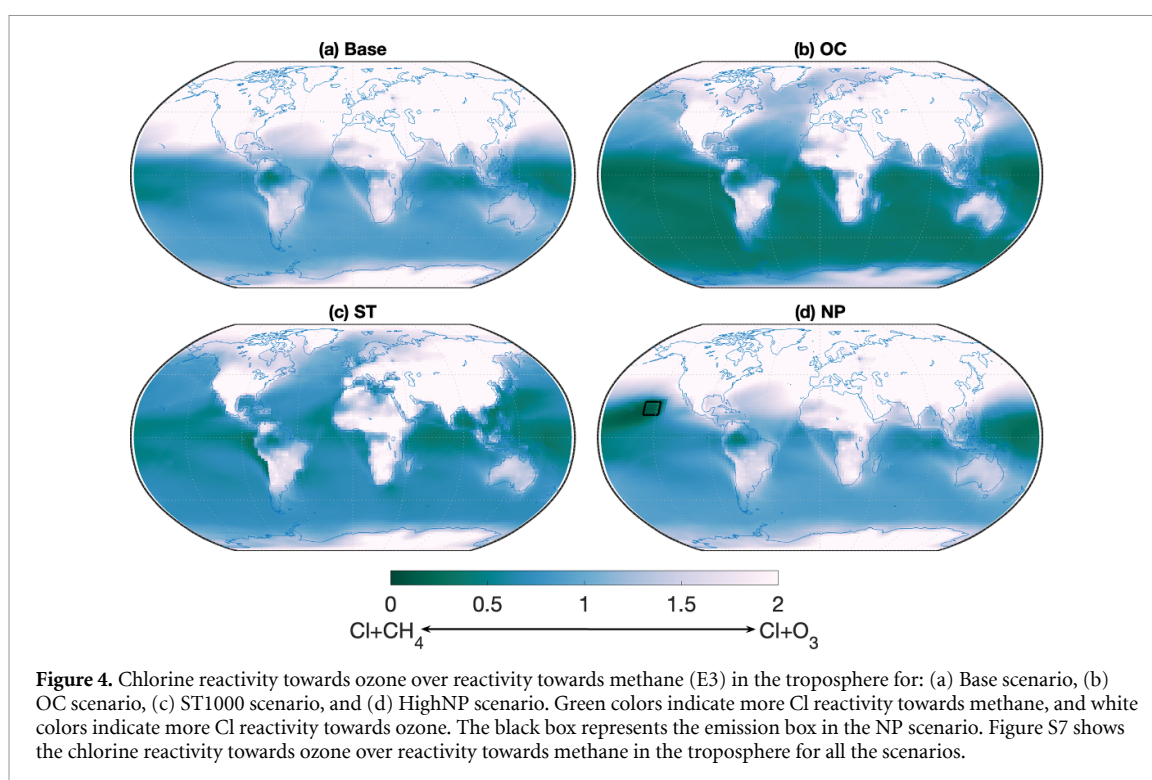 (a) Base
(b) OC
(c) ST
(d) NP
0 0.5 1 1.5 2
Cl+CH4 Cl+O3
Figure 4. Chlorine reactivity towards ozone over reactivity towards methane (E3) in the troposphere for: (a) Base scenario, (b)
OC scenario, (c) ST1000 scenario, and (d) HighNP scenario. Green colors indicate more Cl reactivity towards methane, and white
colors indicate more Cl reactivity towards ozone. The black box represents the emission box in the NP scenario. Figure S7 shows
the chlorine reactivity towards ozone over reactivity towards methane in the troposphere for all the scenarios.